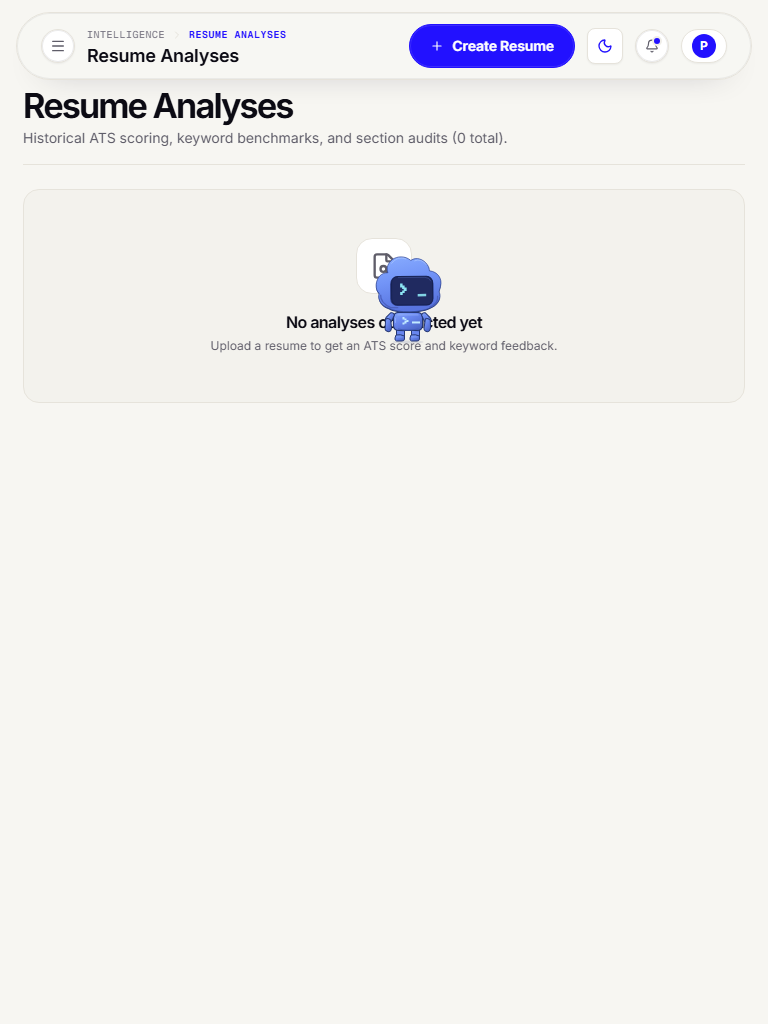 INTELLIGENCE › RESUME ANALYSES
Resume Analyses
+ Create Resume
P
Resume Analyses
Historical ATS scoring, keyword benchmarks, and section audits (0 total).
No analyses yet
Upload a resume to get an ATS score and keyword feedback.